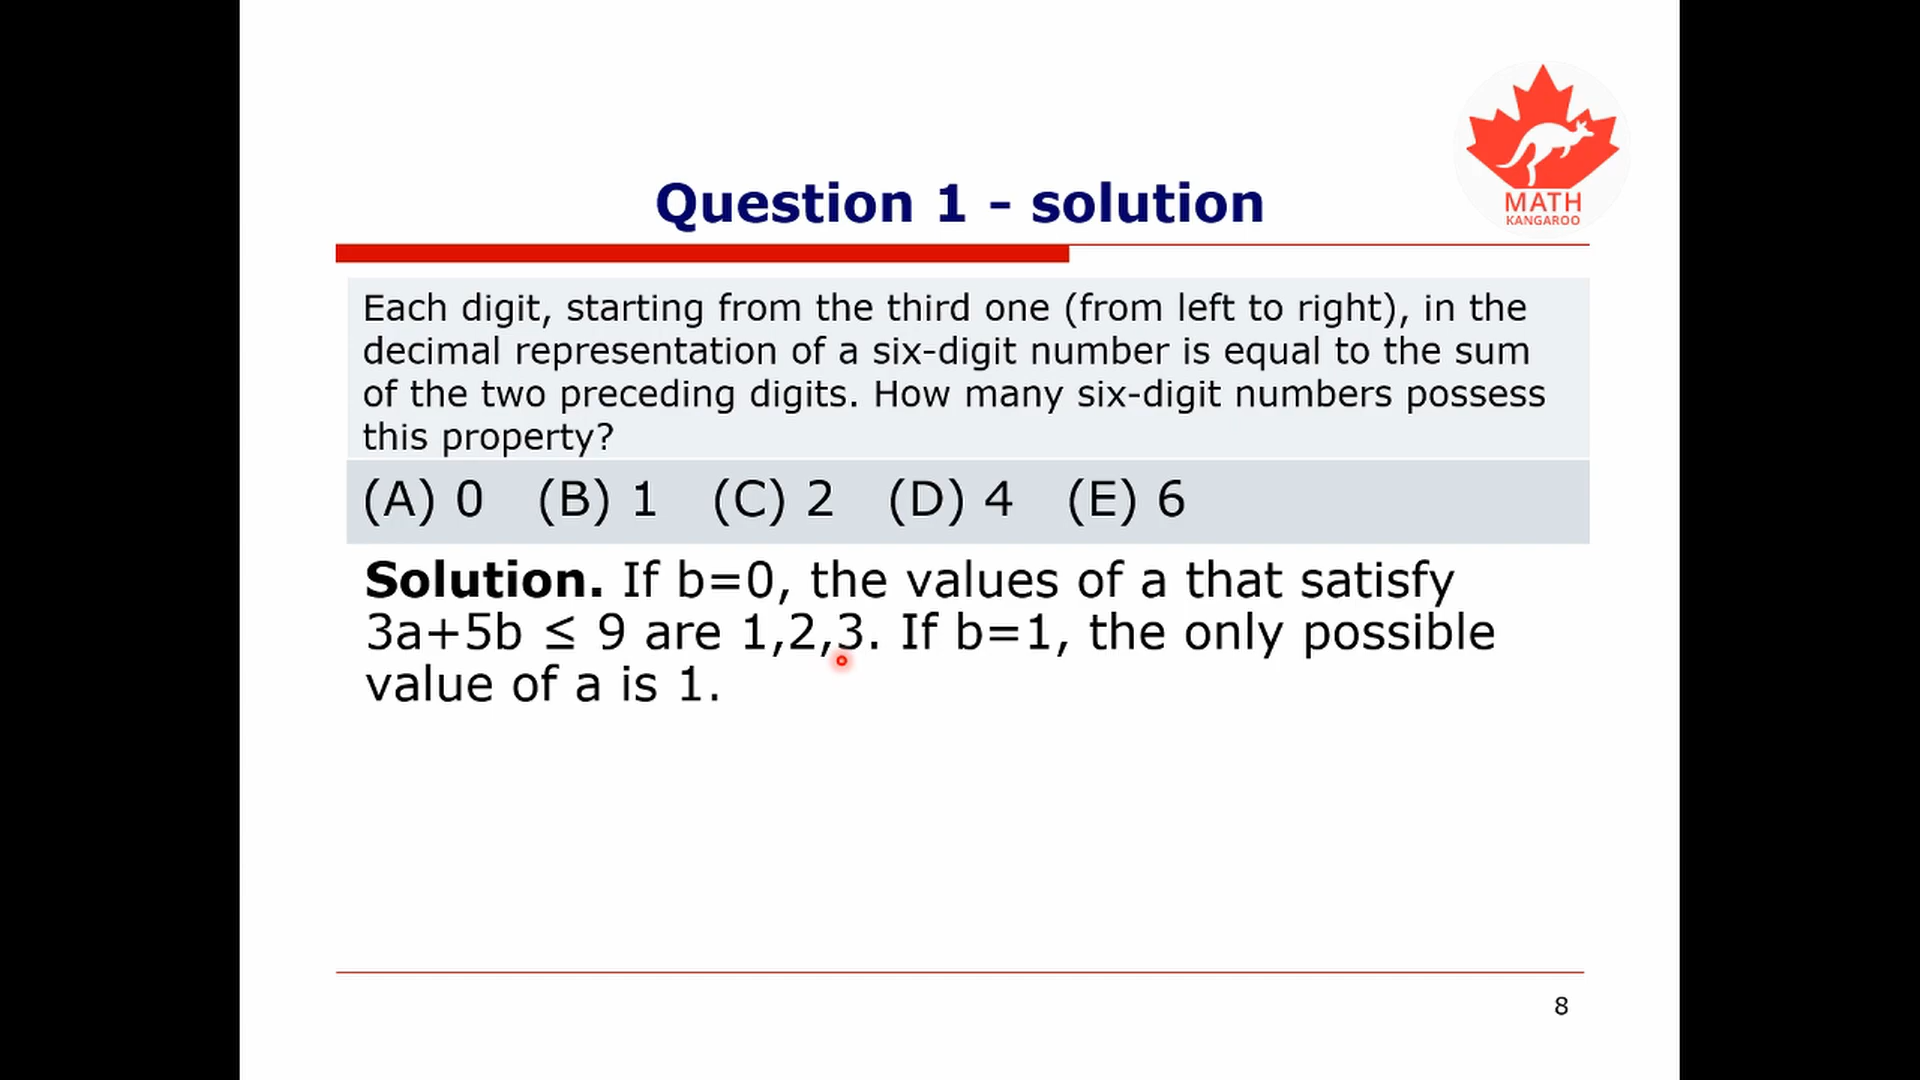 MATH
KANGAROO
Question 1 - solution
Each digit, starting from the third one (from left to right), in the
decimal representation of a six-digit number is equal to the sum
of the two preceding digits. How many six-digit numbers possess
this property?
(A) 0 (B) 1 (C) 2 (D) 4 (E) 6
Solution. If b=0, the values of a that satisfy
3a+5b ≤ 9 are 1,2,3. If b=1, the only possible
value of a is 1.
8